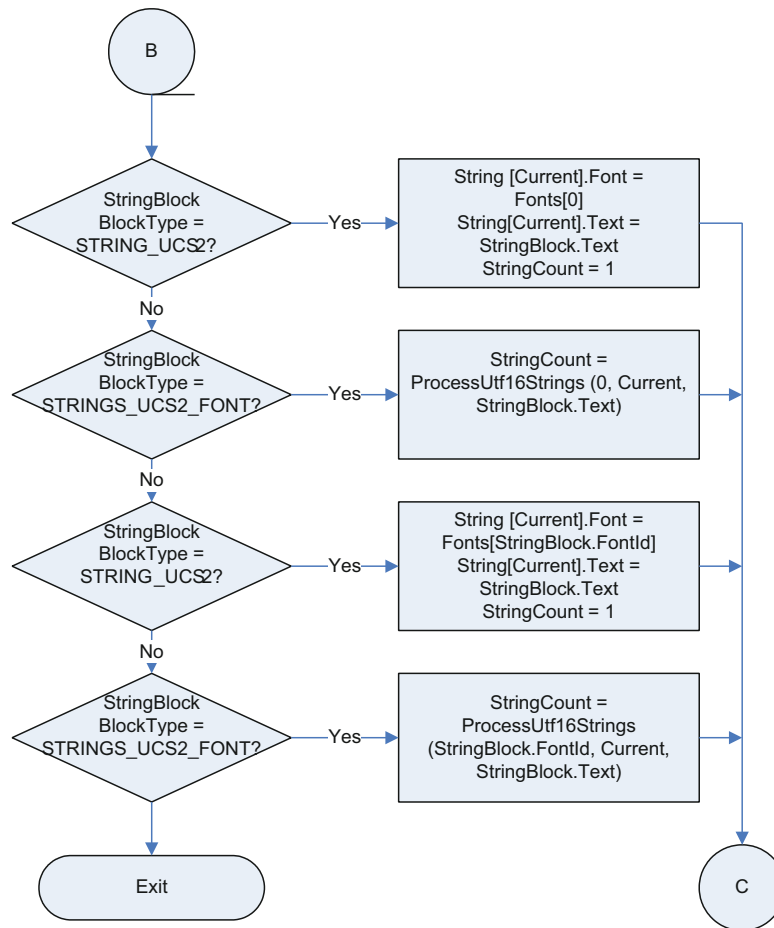 B
StringBlock
BlockType =
STRING_UCS2?
Yes
String [Current].Font =
Fonts[0]
String[Current].Text =
StringBlock.Text
StringCount = 1
No
StringBlock
BlockType =
STRINGS_UCS2_FONT?
Yes
StringCount =
ProcessUtf16Strings (0, Current,
StringBlock.Text)
No
StringBlock
BlockType =
STRING_UCS2?
Yes
String [Current].Font =
Fonts[StringBlock.FontId]
String[Current].Text =
StringBlock.Text
StringCount = 1
No
StringBlock
BlockType =
STRINGS_UCS2_FONT?
Yes
StringCount =
ProcessUtf16Strings
(StringBlock.FontId, Current,
StringBlock.Text)
Exit
C